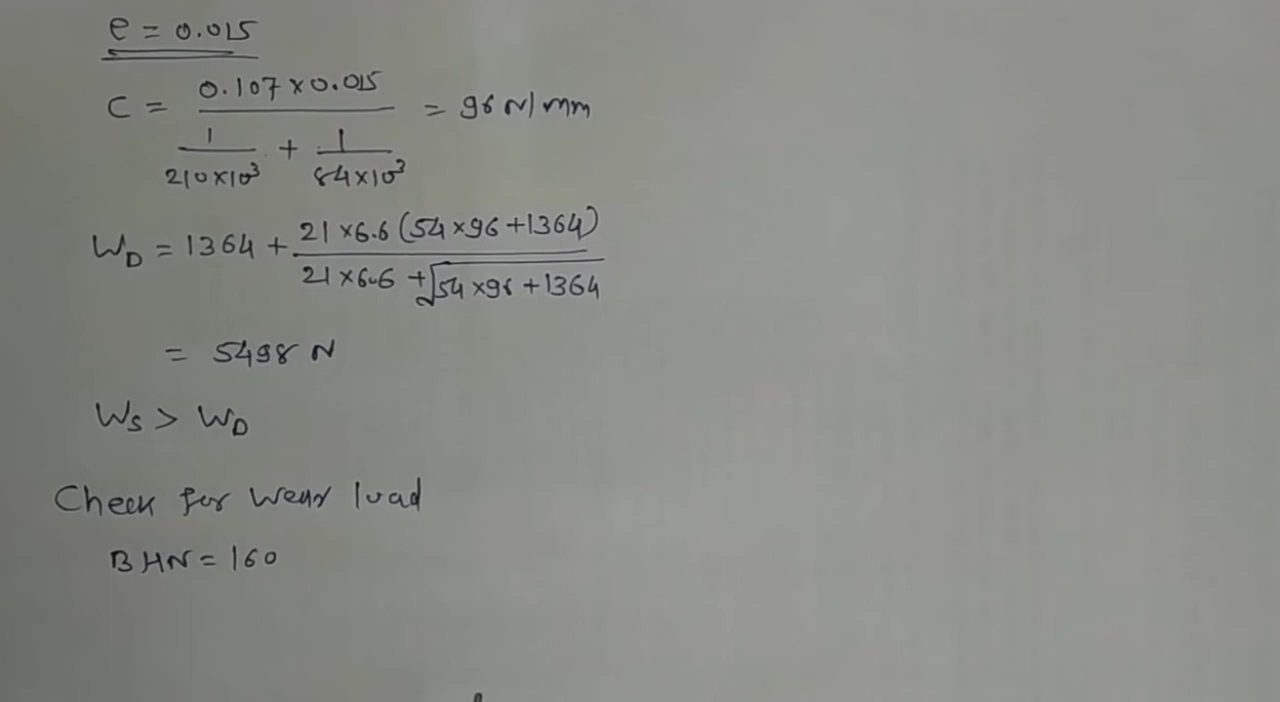 e = 0.015
C = 0.107 × 0.015 / (1 / 210×10³ + 1 / 84×10³) = 96 N/mm
W_D = 1364 + 21 × 6.6 (54 × 96 + 1364) / 21 × 6.6 + √54 × 96 + 1364
= 5498 N
W_S > W_D
Check for wear load
BHN = 160